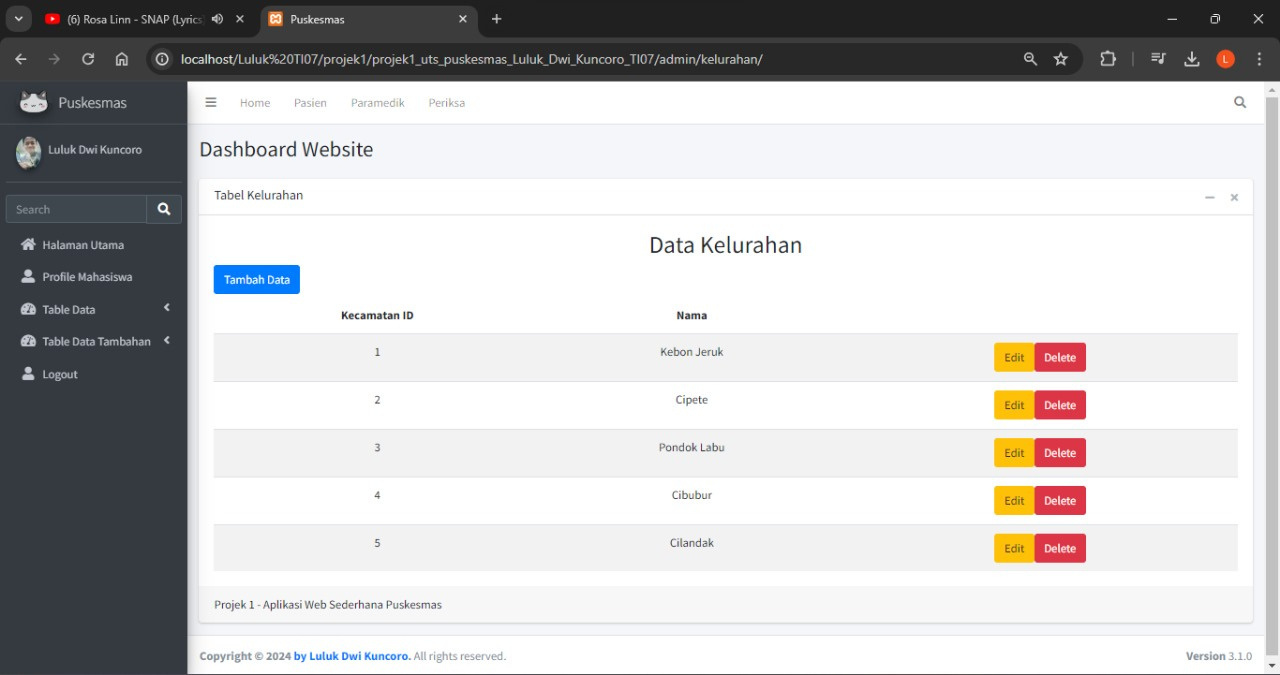 (6) Rosa Linn - SNAP (Lyrics
Puskesmas
localhost/Luluk%20TI07/projek1/projek1_uts_puskesmas_Luluk_Dwi_Kuncoro_TI07/admin/kelurahan/
L
Puskesmas
Home Pasien Paramedik Periksa
Luluk Dwi Kuncoro
Search
Halaman Utama
Profile Mahasiswa
Table Data
Table Data Tambahan
Logout
Dashboard Website
Tabel Kelurahan
Data Kelurahan
Tambah Data
Kecamatan ID Nama
1 Kebon Jeruk Edit Delete
2 Cipete Edit Delete
3 Pondok Labu Edit Delete
4 Cibubur Edit Delete
5 Cilandak Edit Delete
Projek 1 - Aplikasi Web Sederhana Puskesmas
Copyright © 2024 by Luluk Dwi Kuncoro. All rights reserved.
Version 3.1.0